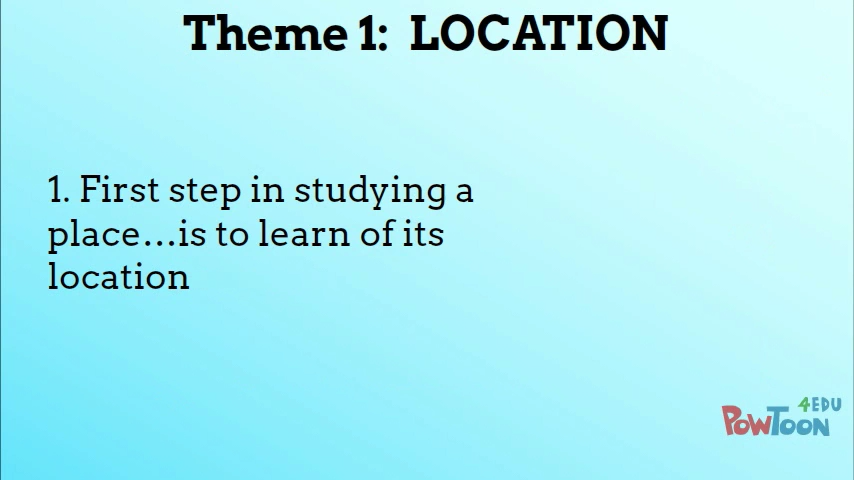 Theme 1: LOCATION
1. First step in studying a
place...is to learn of its
location
4EDU
POWTOON